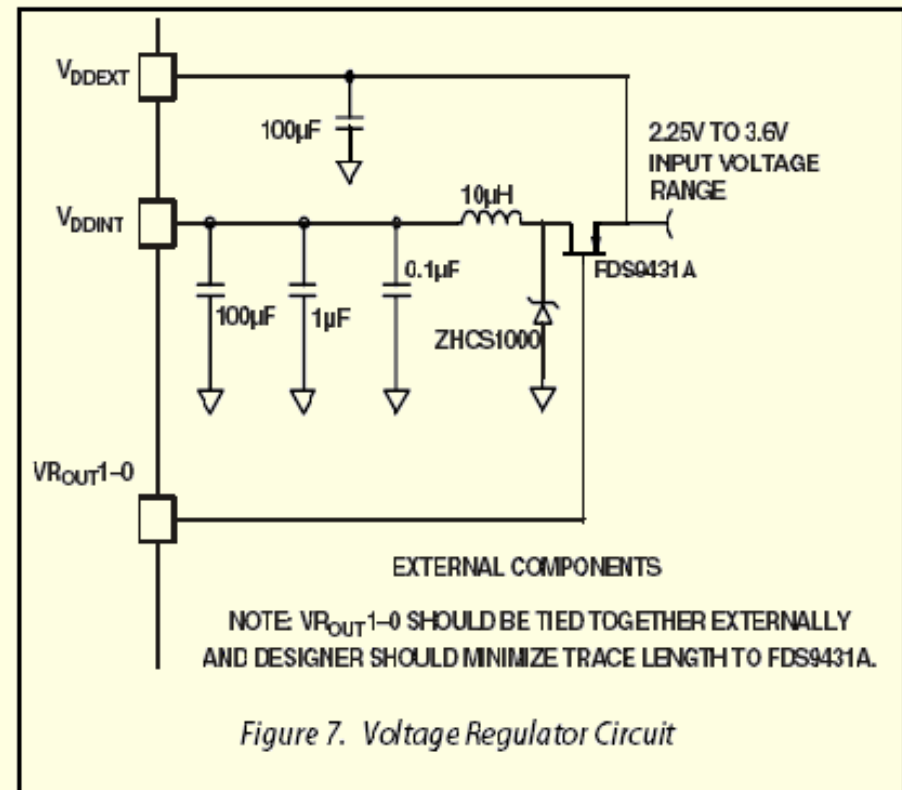 VDDEXT
100µF
2.25V TO 3.6V
INPUT VOLTAGE
RANGE
10µH
VDDINT
FDS9431A
0.1µF
100µF
1µF
ZHCS1000
VROUT1–0
EXTERNAL COMPONENTS
NOTE: VROUT1–0 SHOULD BE TIED TOGETHER EXTERNALLY
AND DESIGNER SHOULD MINIMIZE TRACE LENGTH TO FDS9431A.
Figure 7. Voltage Regulator Circuit